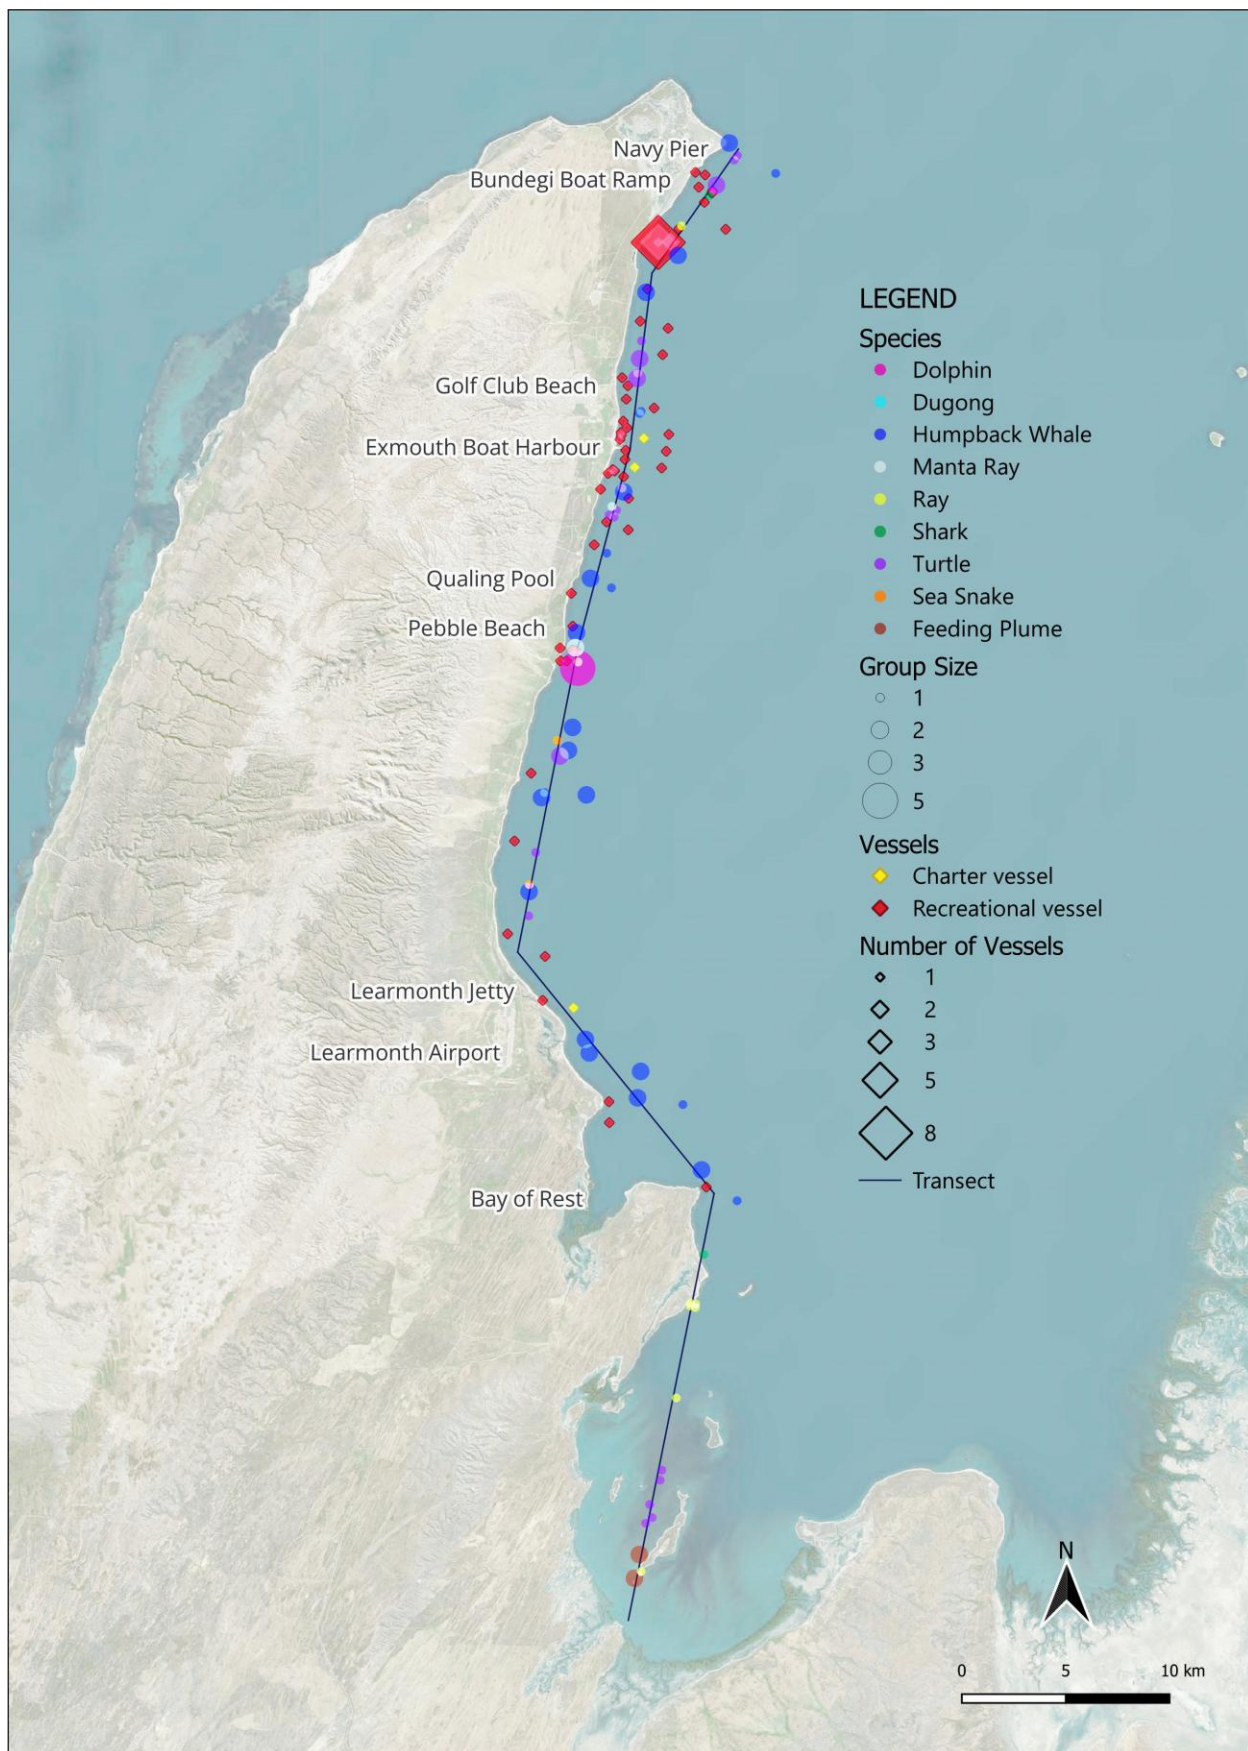 Navy Pier
Bundegi Boat Ramp
Golf Club Beach
Exmouth Boat Harbour
Qualing Pool
Pebble Beach
Learmonth Jetty
Learmonth Airport
Bay of Rest
LEGEND
Species
Dolphin
Dugong
Humpback Whale
Manta Ray
Ray
Shark
Turtle
Sea Snake
Feeding Plume
Group Size
1
2
3
5
Vessels
Charter vessel
Recreational vessel
Number of Vessels
1
2
3
5
8
Transect
N
0 5 10 km